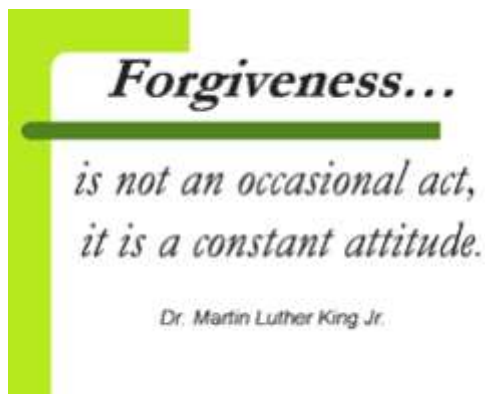 Forgiveness...
is not an occasional act,
it is a constant attitude.
Dr. Martin Luther King Jr.